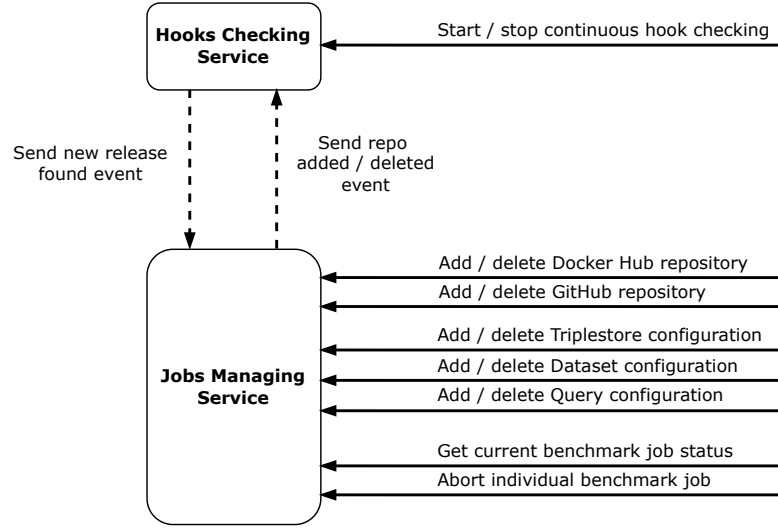 Hooks Checking
Service
Start / stop continuous hook checking
Send new release
found event
Send repo
added / deleted
event
Add / delete Docker Hub repository
Add / delete GitHub repository
Add / delete Triplestore configuration
Add / delete Dataset configuration
Add / delete Query configuration
Jobs Managing
Service
Get current benchmark job status
Abort individual benchmark job